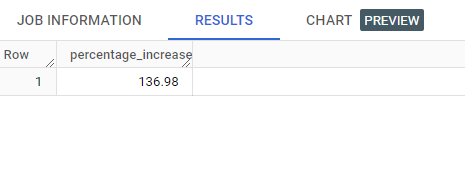 JOB INFORMATION RESULTS CHART PREVIEW
Row percentage_increase
1 136.98